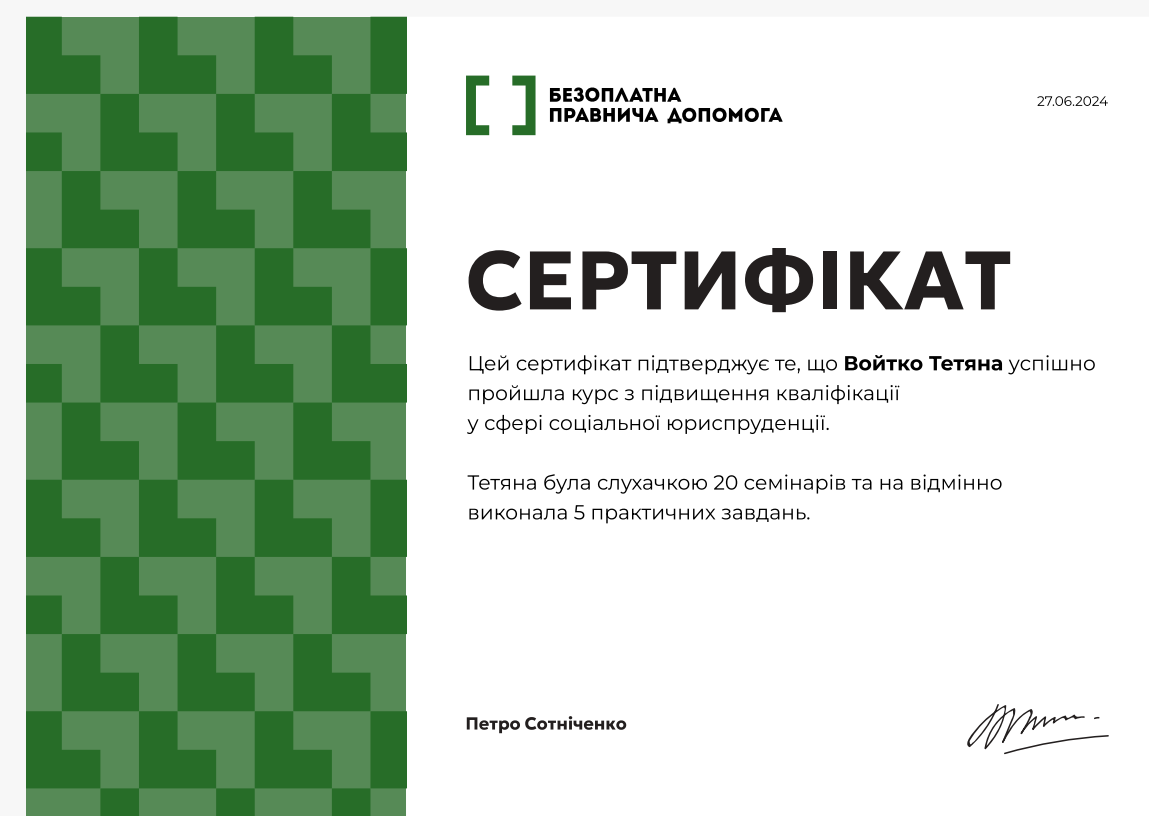 БЕЗОПЛАТНА
ПРАВНИЧА ДОПОМОГА
27.06.2024
СЕРТИФІКАТ
Цей сертифікат підтверджує те, що Войтко Тетяна успішно
пройшла курс з підвищення кваліфікації
у сфері соціальної юриспруденції.
Тетяна була слухачкою 20 семінарів та на відмінно
виконала 5 практичних завдань.
Петро Сотніченко